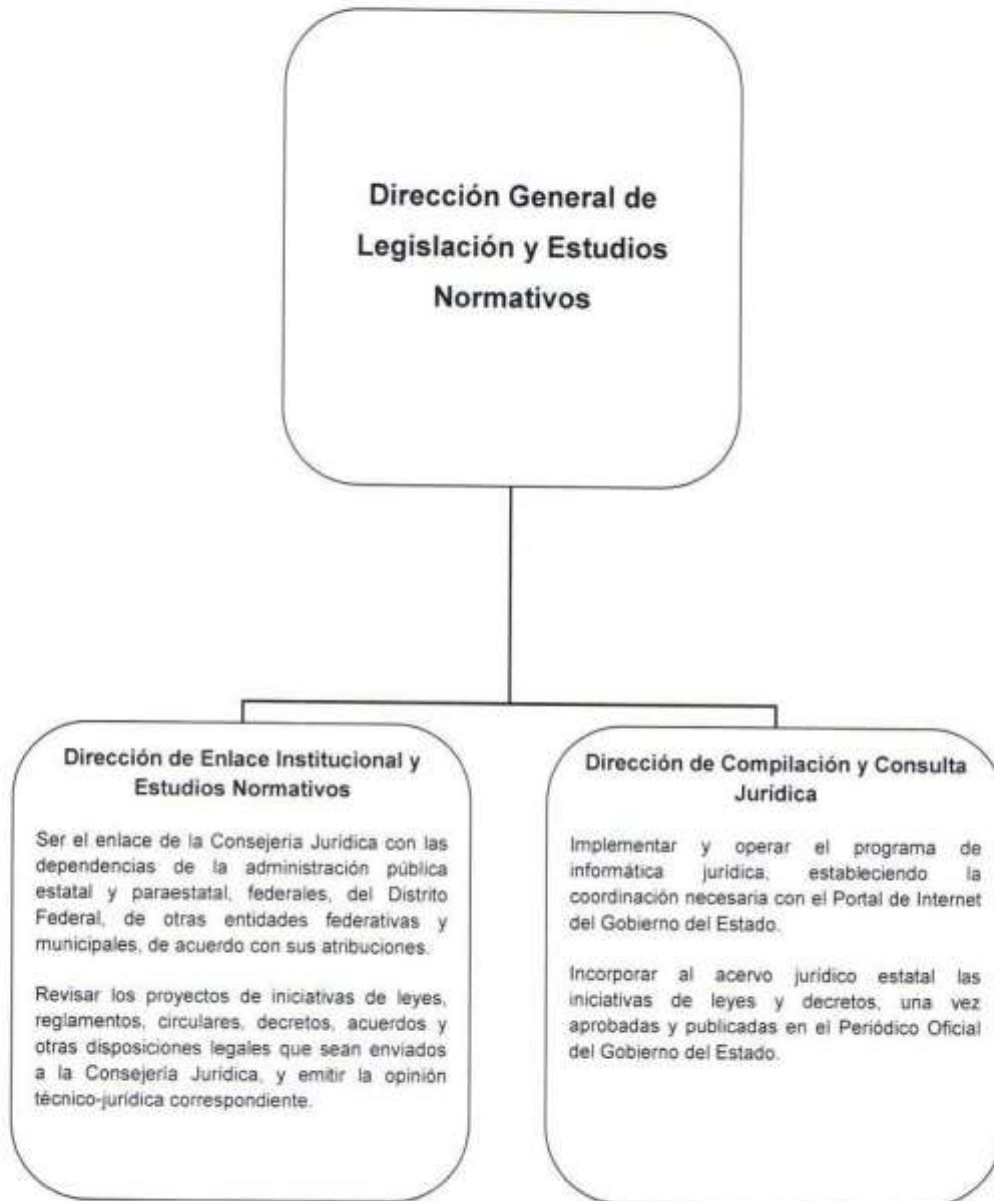 Dirección General de
Legislación y Estudios
Normativos
Dirección de Enlace Institucional y
Estudios Normativos
Ser el enlace de la Consejería Jurídica con las
dependencias de la administración pública
estatal y paraestatal, federales, del Distrito
Federal, de otras entidades federativas y
municipales, de acuerdo con sus atribuciones.
Revisar los proyectos de iniciativas de leyes,
reglamentos, circulares, decretos, acuerdos y
otras disposiciones legales que sean enviados
a la Consejería Jurídica, y emitir la opinión
técnico-jurídica correspondiente.
Dirección de Compilación y Consulta
Jurídica
Implementar y operar el programa de
informática jurídica, estableciendo la
coordinación necesaria con el Portal de Internet
del Gobierno del Estado.
Incorporar al acervo jurídico estatal las
iniciativas de leyes y decretos, una vez
aprobadas y publicadas en el Periódico Oficial
del Gobierno del Estado.